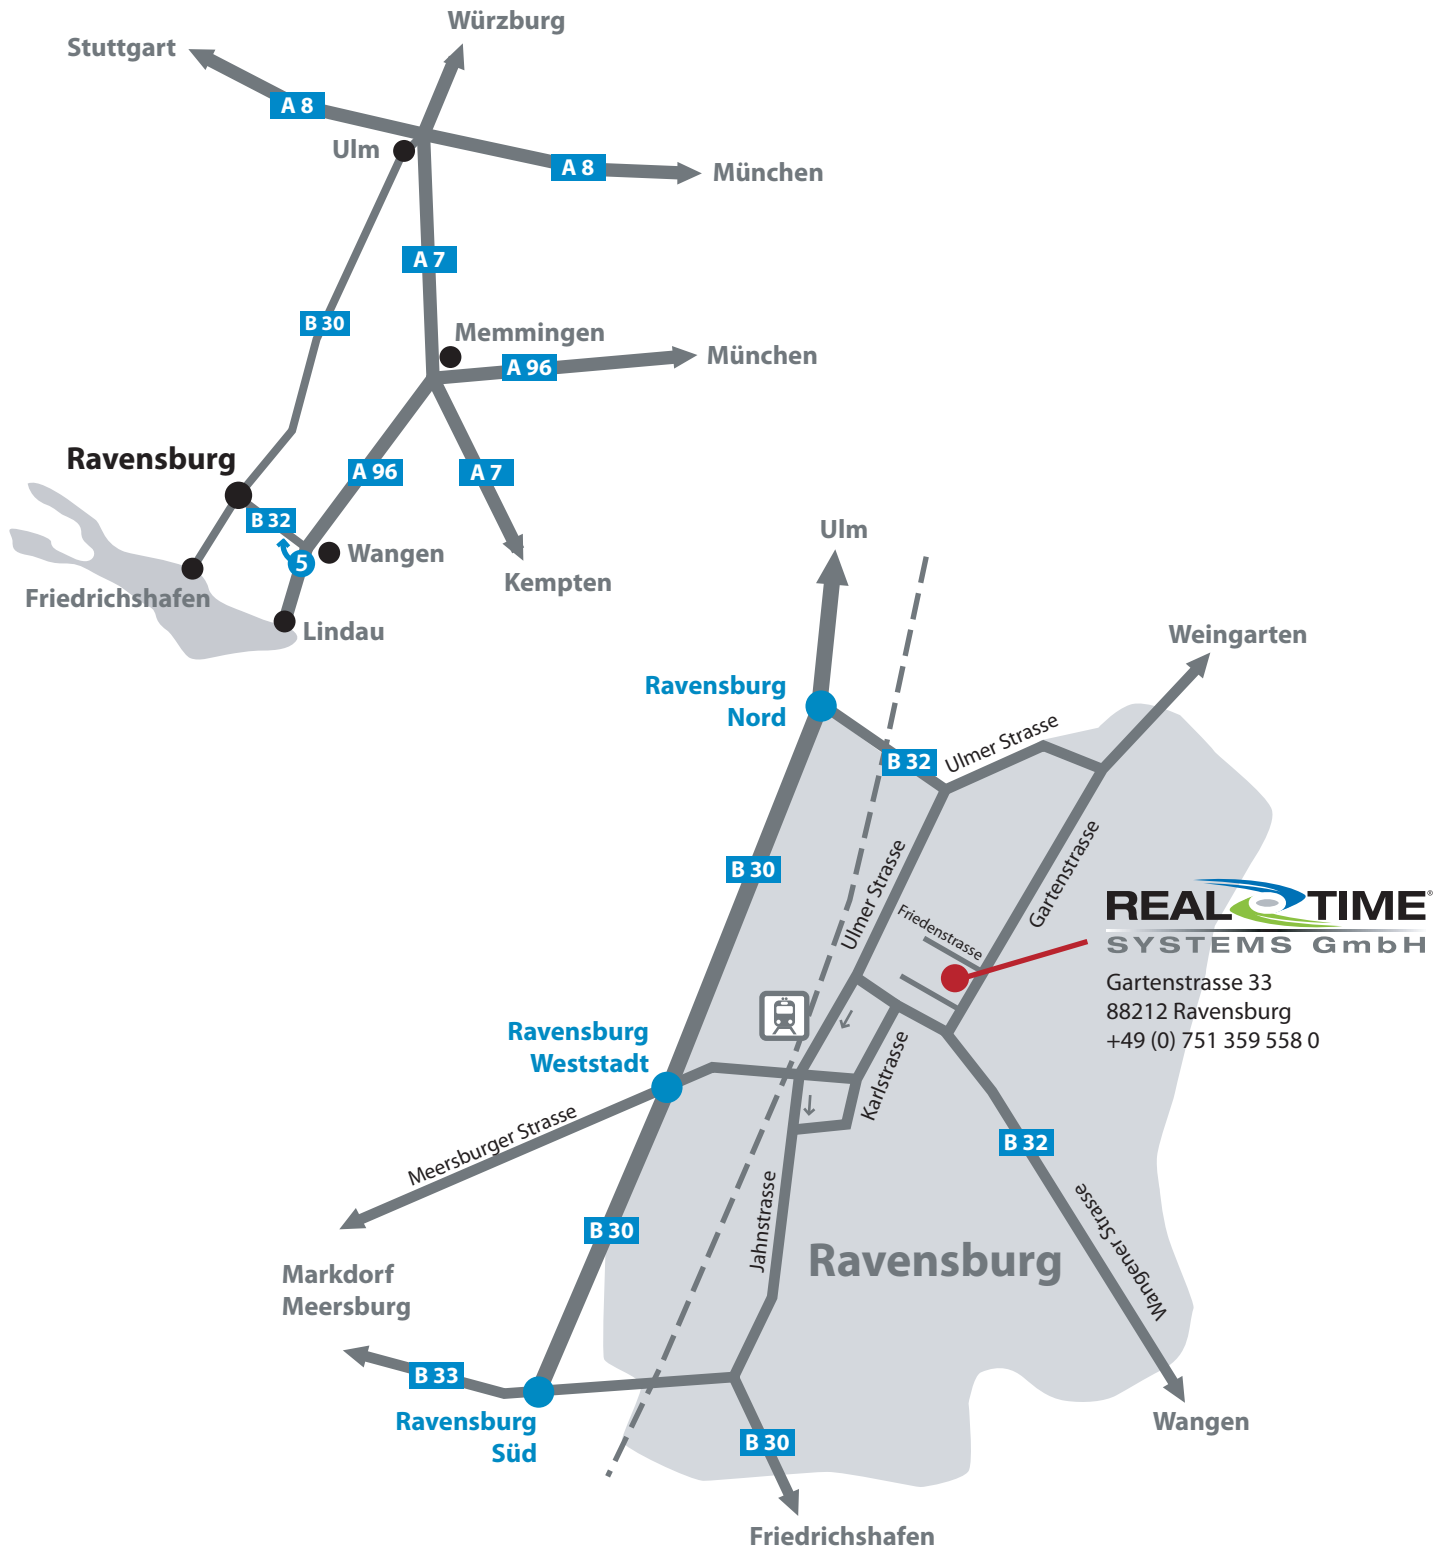 Würzburg
Stuttgart
A 8
Ulm
A 8
München
A 7
B 30
Memmingen
A 96
München
Ravensburg
A 96
A 7
B 32
Wangen
5
Kempten
Friedrichshafen
Lindau
Ulm
Weingarten
Ravensburg
Nord
Ulmer Strasse
B 32
B 30
Ulmer Strasse
Gartenstrasse
Friedenstrasse
REAL TIME®
SYSTEMS GmbH
Gartenstrasse 33
88212 Ravensburg
+49 (0) 751 359 558 0
Ravensburg
Weststadt
Karlstrasse
Meersburger Strasse
B 32
Jahnstrasse
Wangener Strasse
B 30
Ravensburg
Markdorf
Meersburg
B 33
Ravensburg
Süd
Wangen
B 30
Friedrichshafen